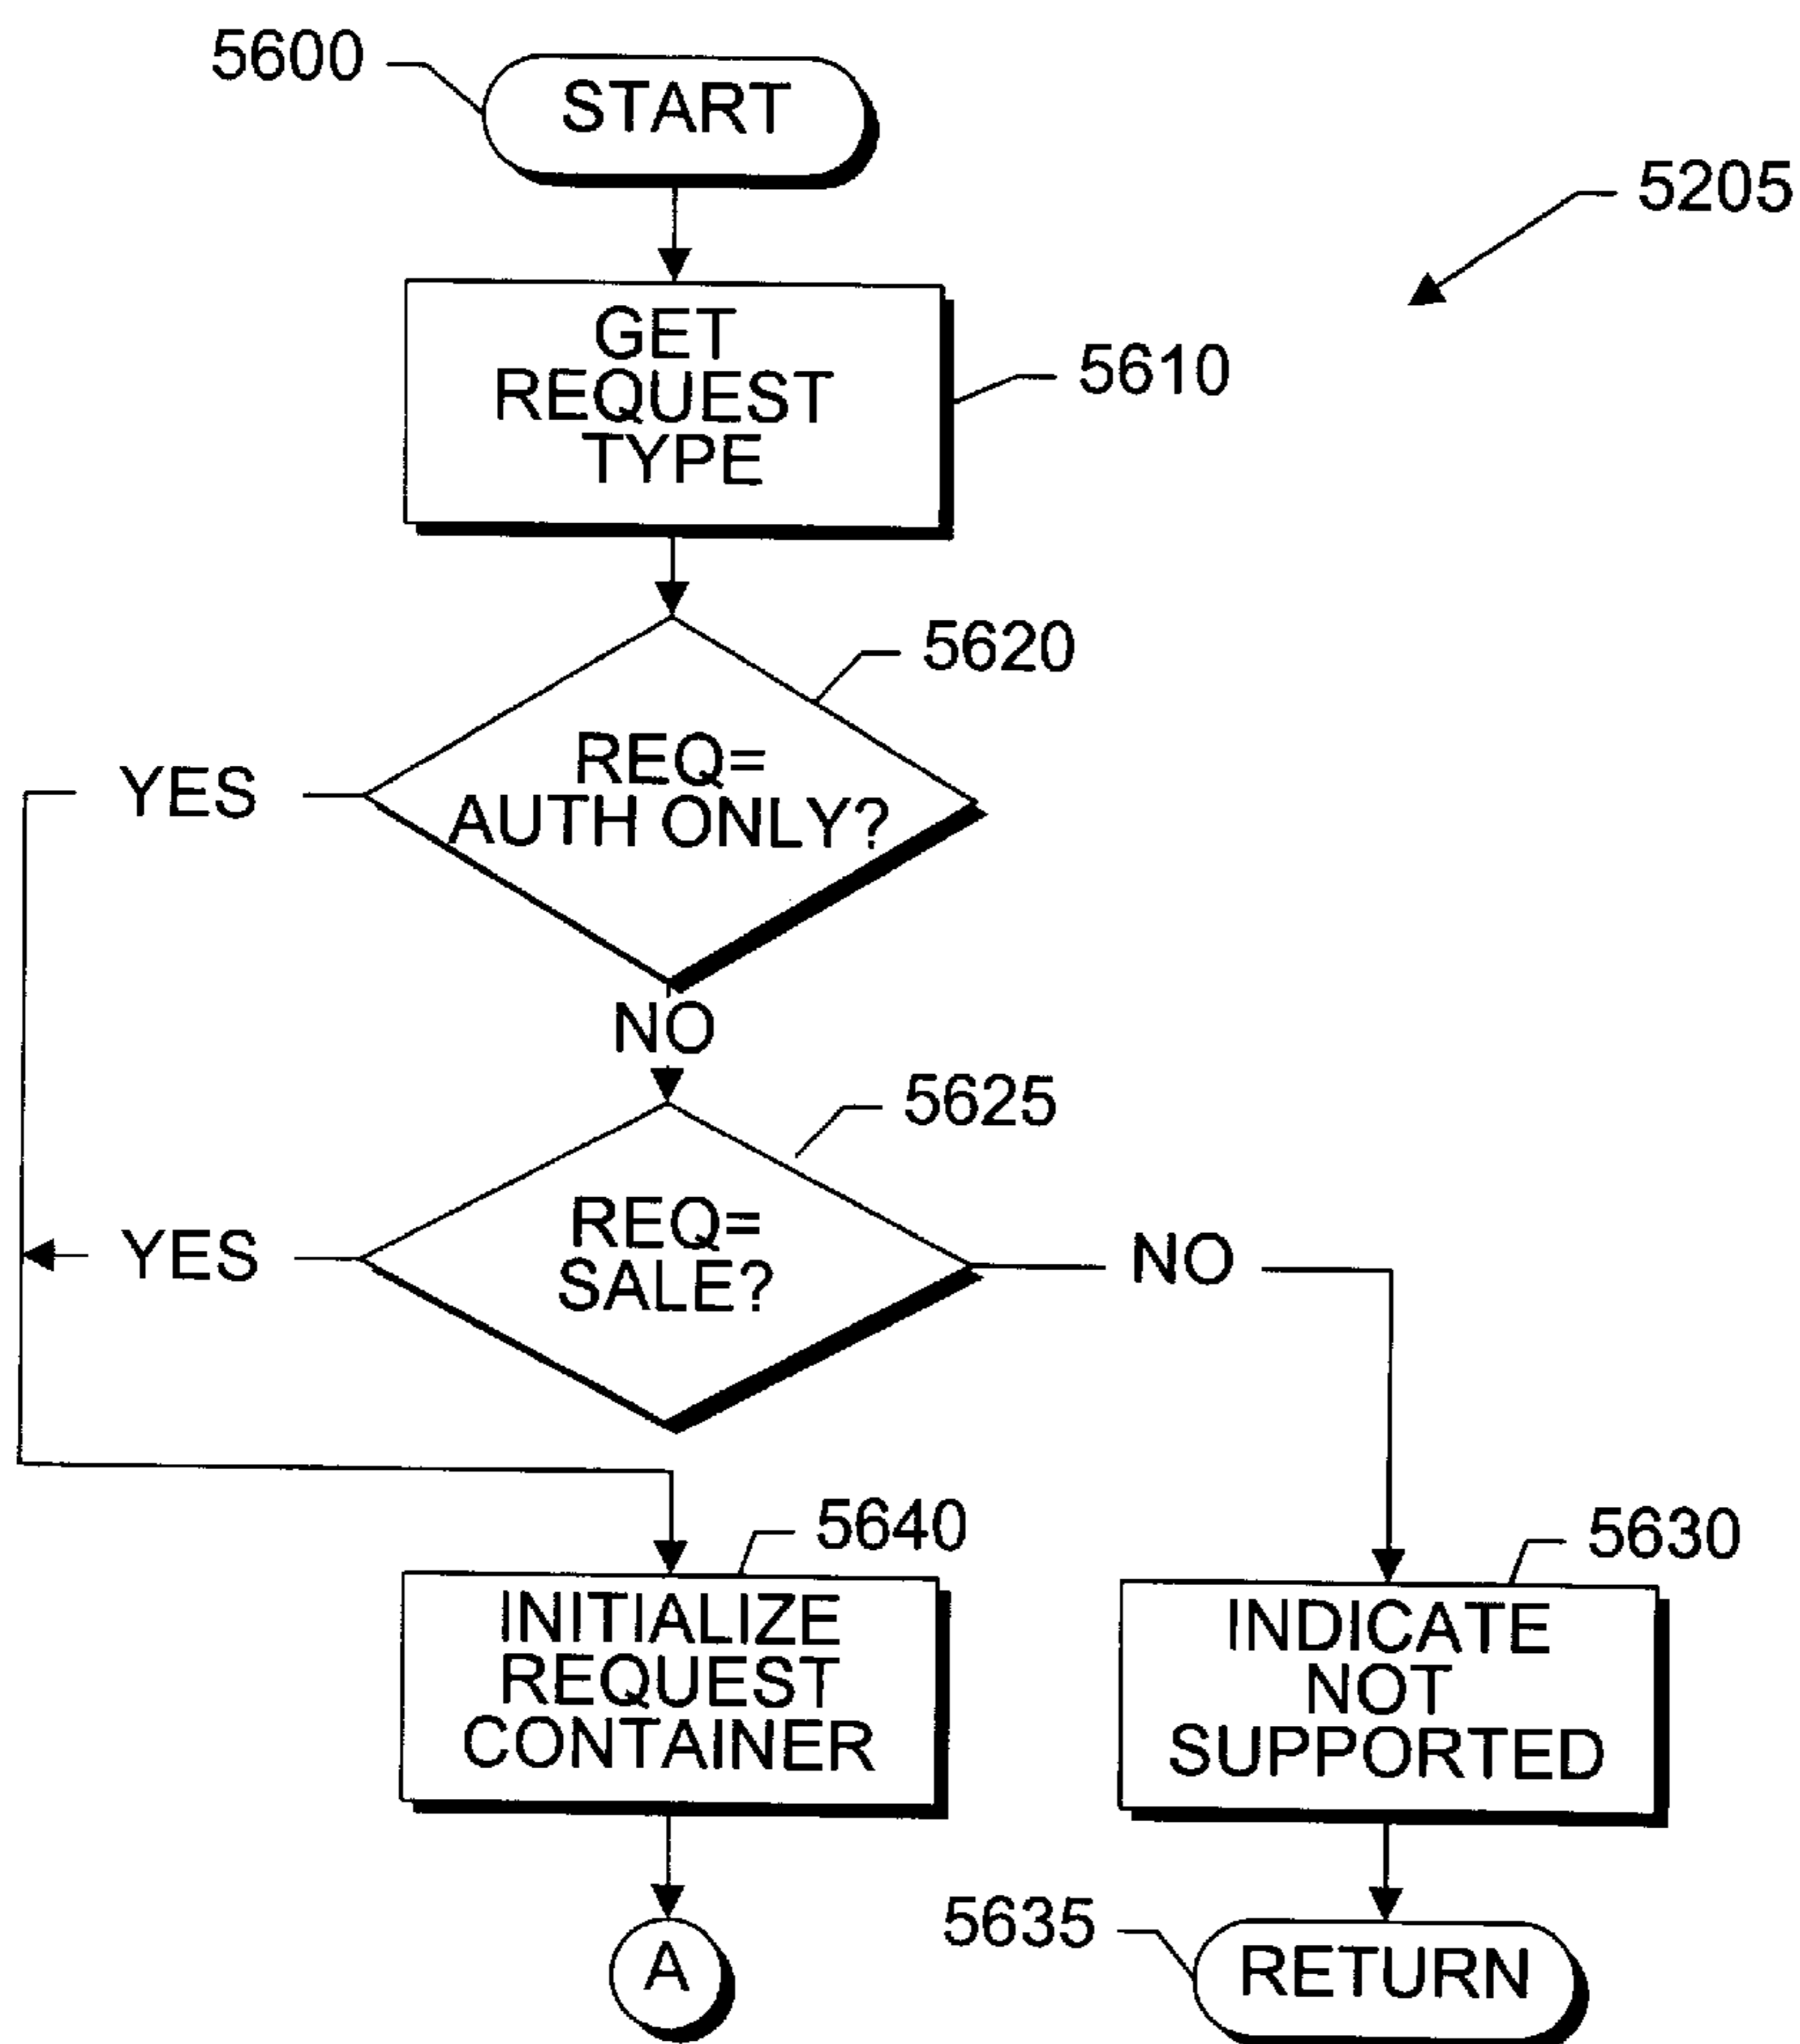 5600
START
5205
GET
REQUEST
TYPE
5610
5620
REQ=
AUTH ONLY?
YES
NO
5625
REQ=
SALE?
YES
NO
5640
INITIALIZE
REQUEST
CONTAINER
5630
INDICATE
NOT
SUPPORTED
A
5635
RETURN